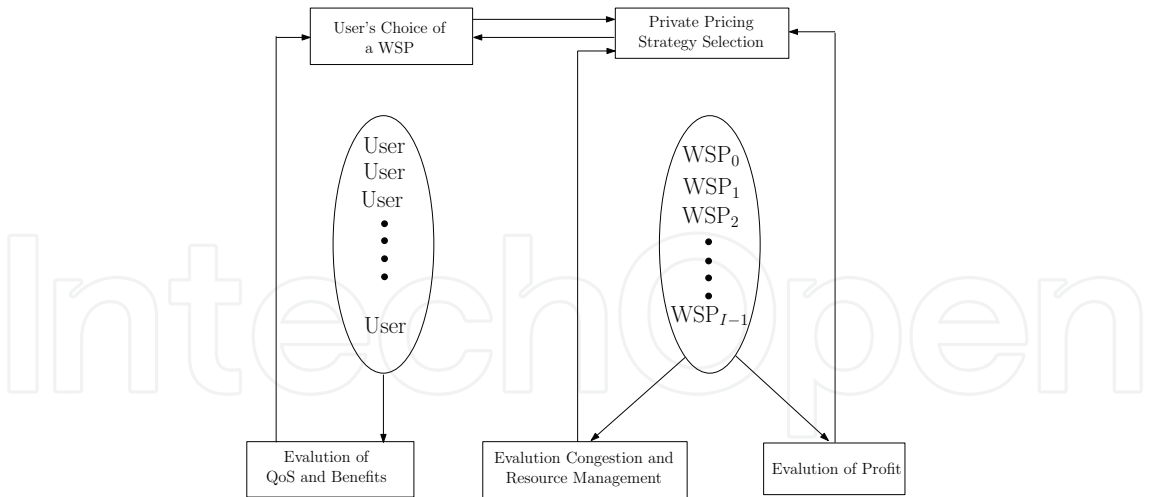 User's Choice of
a WSP
Private Pricing
Strategy Selection
User
User
User
User
WSP₀
WSP₁
WSP₂
WSP_{I−1}
Evalution of
QoS and Benefits
Evalution Congestion and
Resource Management
Evalution of Profit
IntechOpen